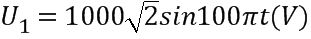 U₁ = 1000√2sin100πt(V)